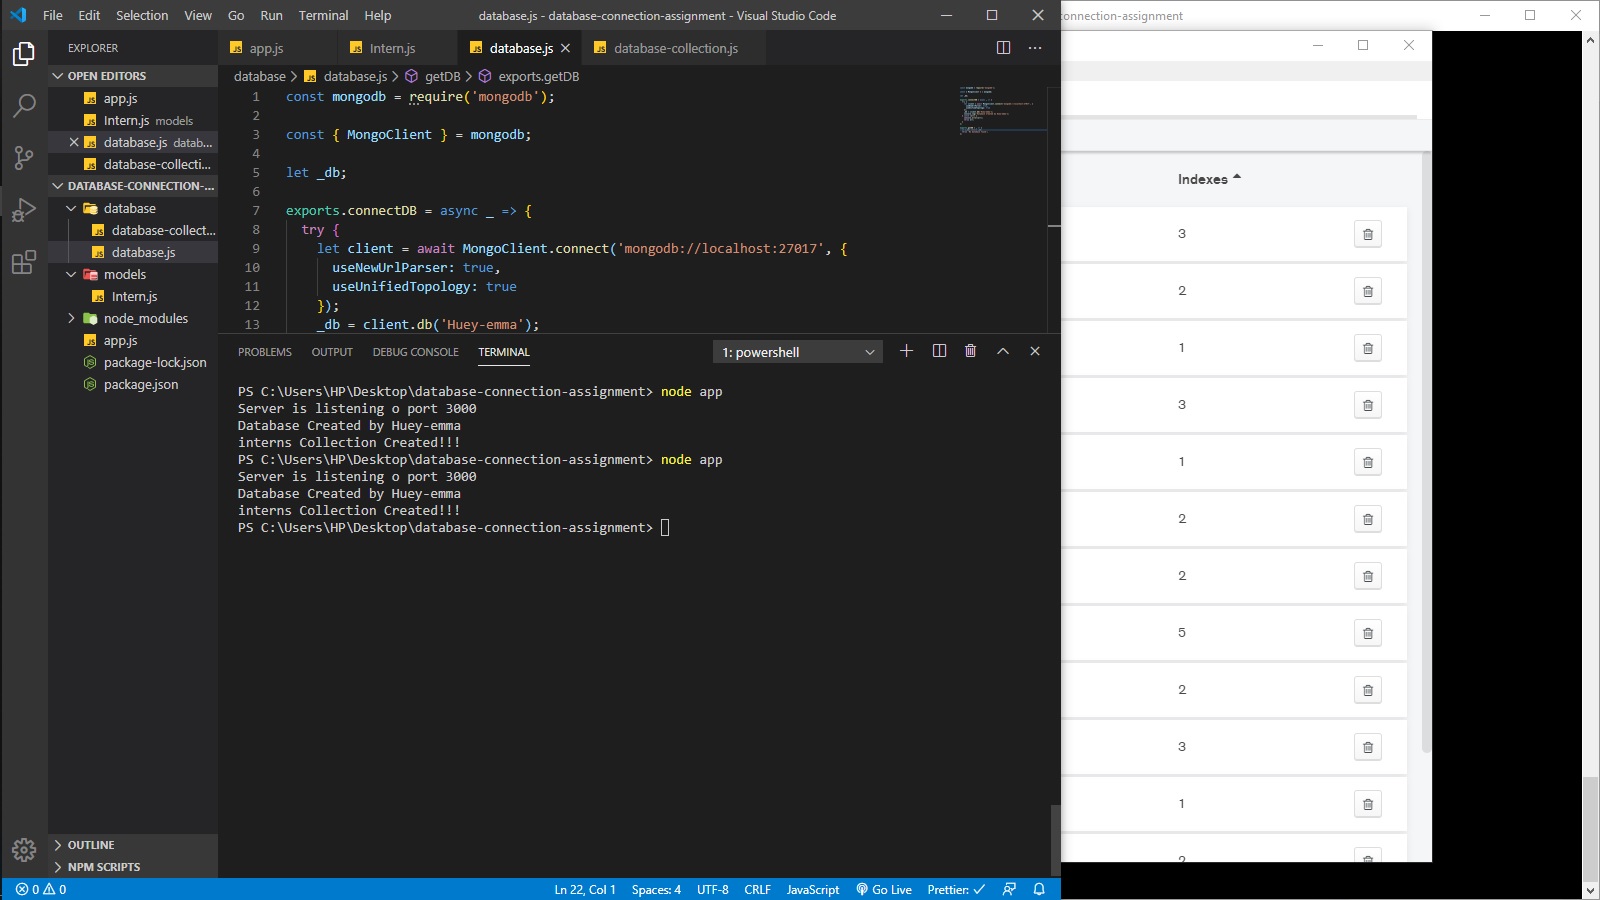 File Edit Selection View Go Run Terminal Help
database.js - database-connection-assignment - Visual Studio Code
connection-assignment
EXPLORER
OPEN EDITORS
app.js
Intern.js models
database.js datab...
database-collecti...
DATABASE-CONNECTION-...
database
database-collect...
database.js
models
Intern.js
node_modules
app.js
package-lock.json
package.json
OUTLINE
NPM SCRIPTS
app.js Intern.js database.js database-collection.js
database > database.js > getDB > exports.getDB
1 const mongodb = require('mongodb');
2
3 const { MongoClient } = mongodb;
4
5 let _db;
6
7 exports.connectDB = async _ => {
8 try {
9 let client = await MongoClient.connect('mongodb://localhost:27017', {
10 useNewUrlParser: true,
11 useUnifiedTopology: true
12 });
13 _db = client.db('Huey-emma');
PROBLEMS OUTPUT DEBUG CONSOLE TERMINAL 1: powershell
PS C:\Users\HP\Desktop\database-connection-assignment> node app
Server is listening o port 3000
Database Created by Huey-emma
interns Collection Created!!!
PS C:\Users\HP\Desktop\database-connection-assignment> node app
Server is listening o port 3000
Database Created by Huey-emma
interns Collection Created!!!
PS C:\Users\HP\Desktop\database-connection-assignment>
Indexes
3
2
1
3
1
2
2
5
2
3
1
2
0 0 Ln 22, Col 1 Spaces: 4 UTF-8 CRLF JavaScript Go Live Prettier: ✓